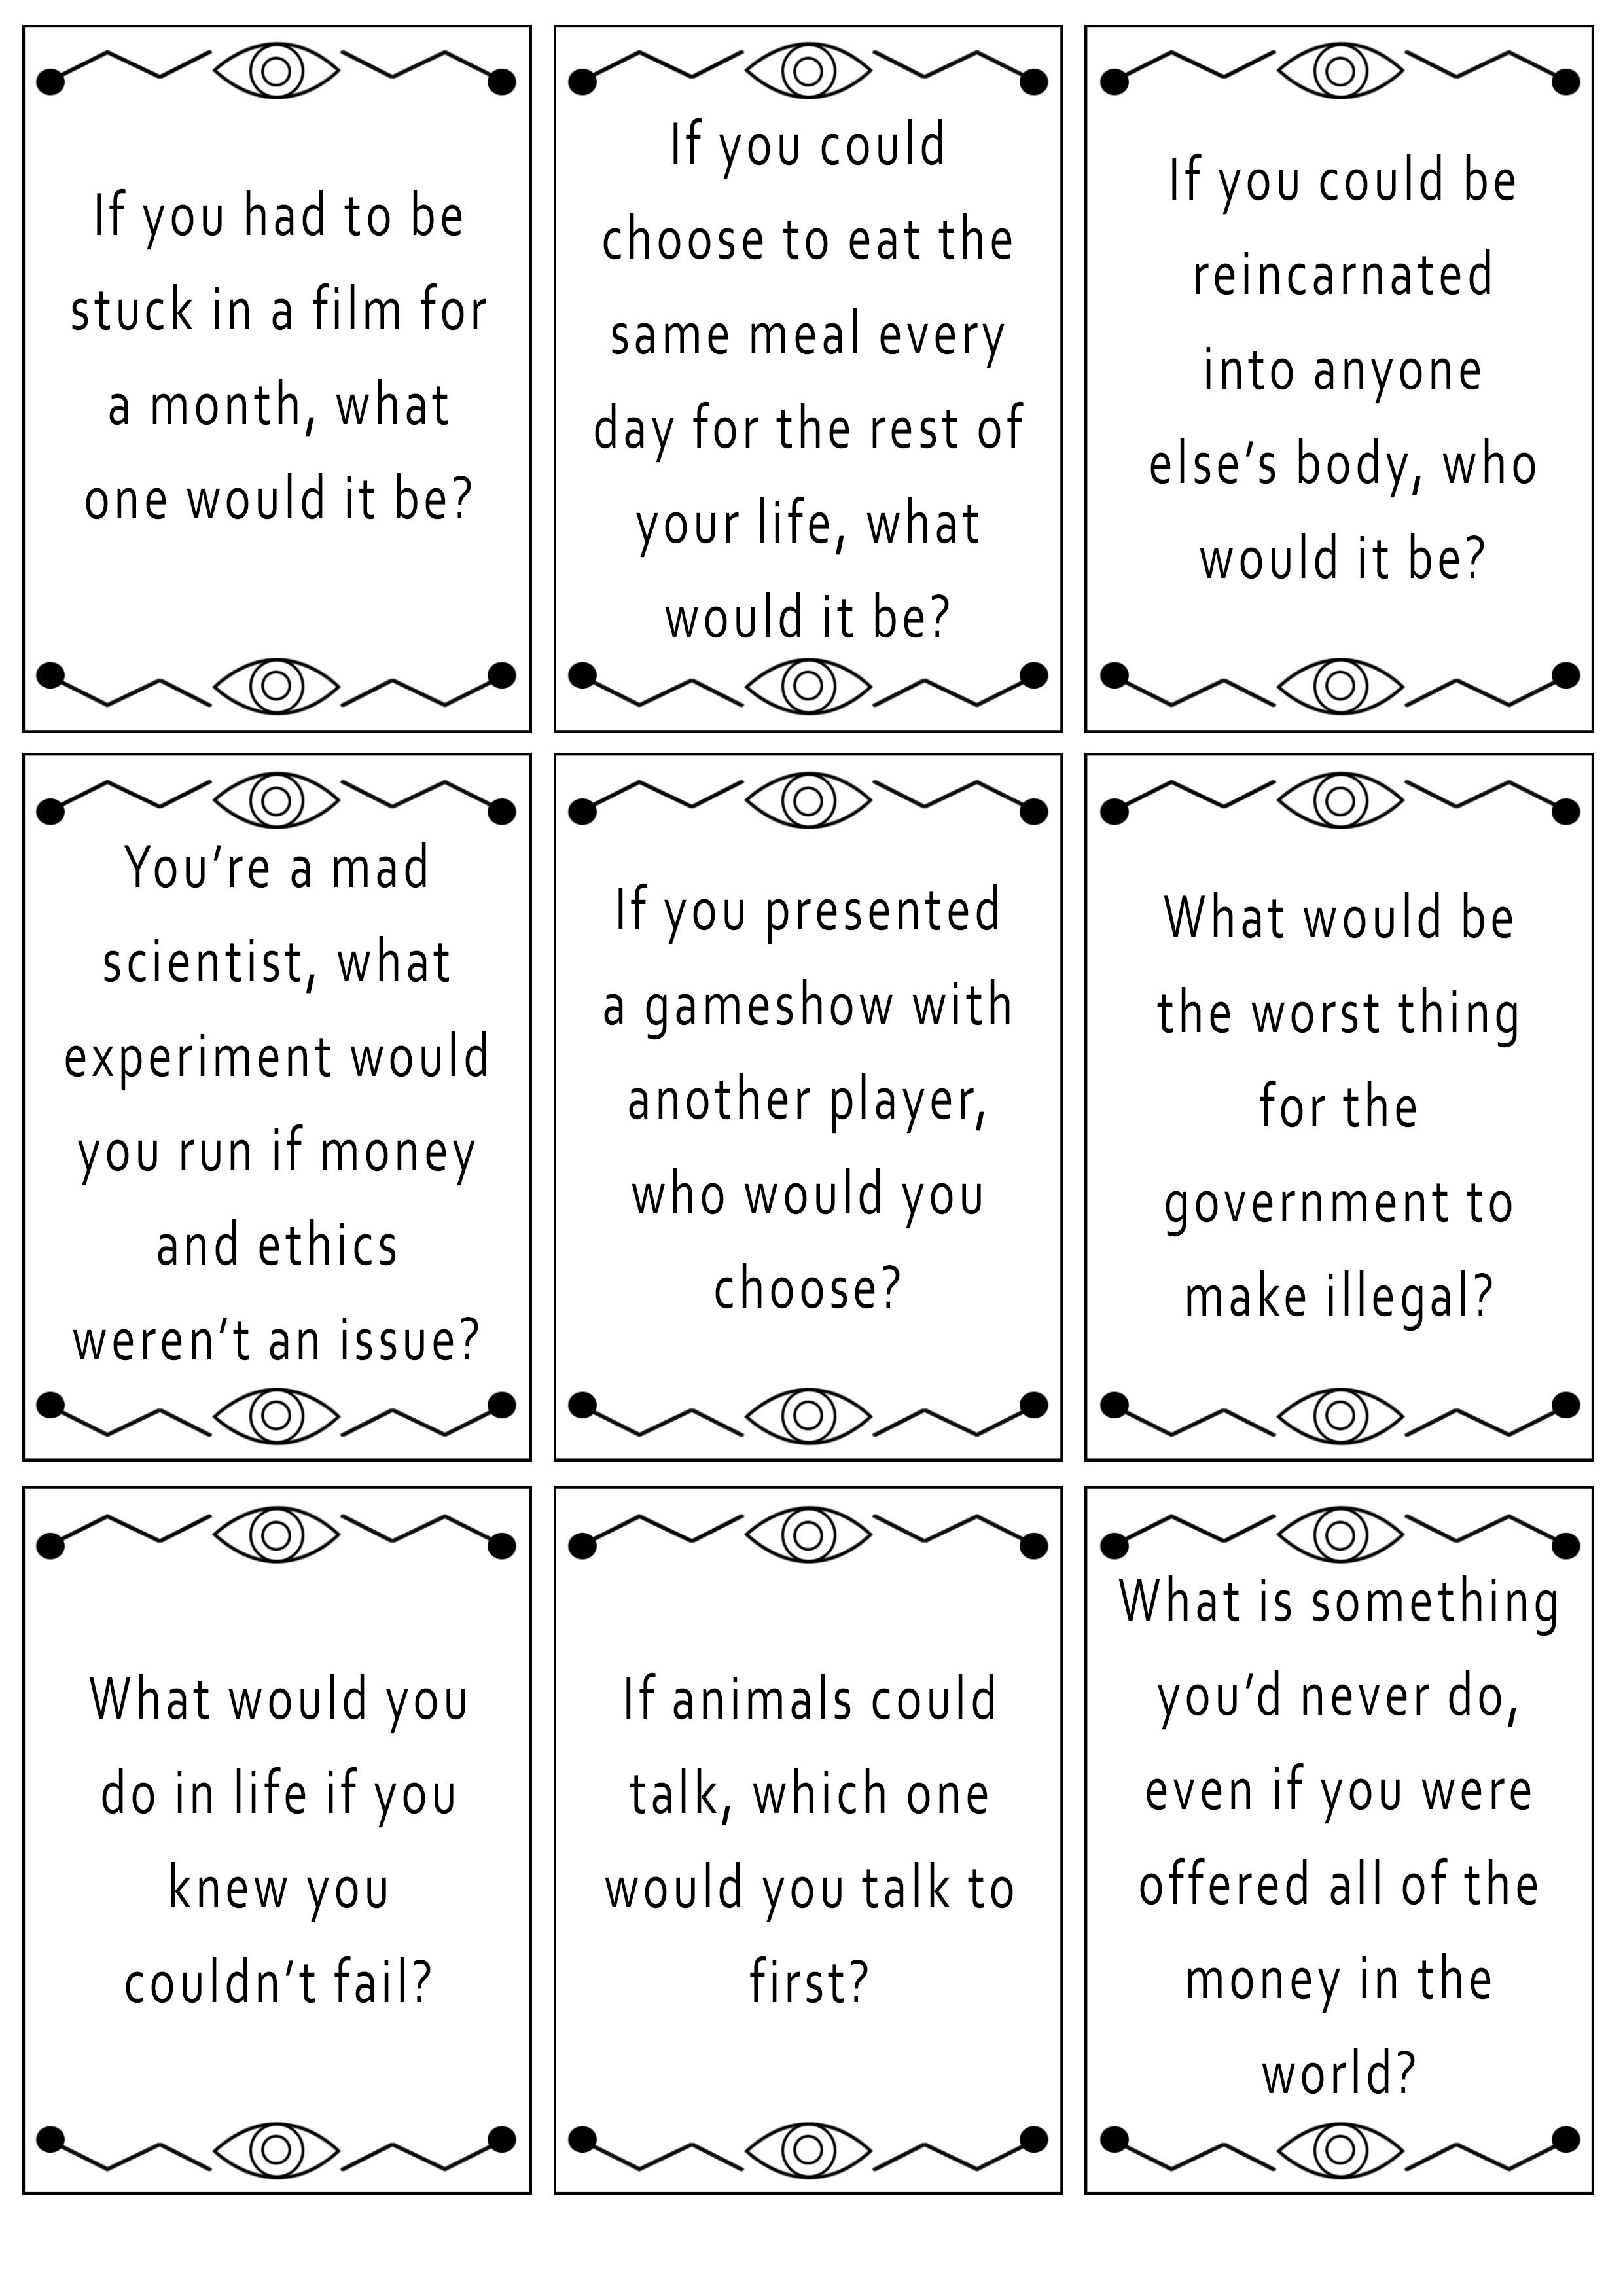 If you had to be
stuck in a film for
a month, what
one would it be?
If you could
choose to eat the
same meal every
day for the rest of
your life, what
would it be?
If you could be
reincarnated
into anyone
else's body, who
would it be?
You're a mad
scientist, what
experiment would
you run if money
and ethics
weren't an issue?
If you presented
a gameshow with
another player,
who would you
choose?
What would be
the worst thing
for the
government to
make illegal?
What would you
do in life if you
knew you
couldn't fail?
If animals could
talk, which one
would you talk to
first?
What is something
you'd never do,
even if you were
offered all of the
money in the
world?